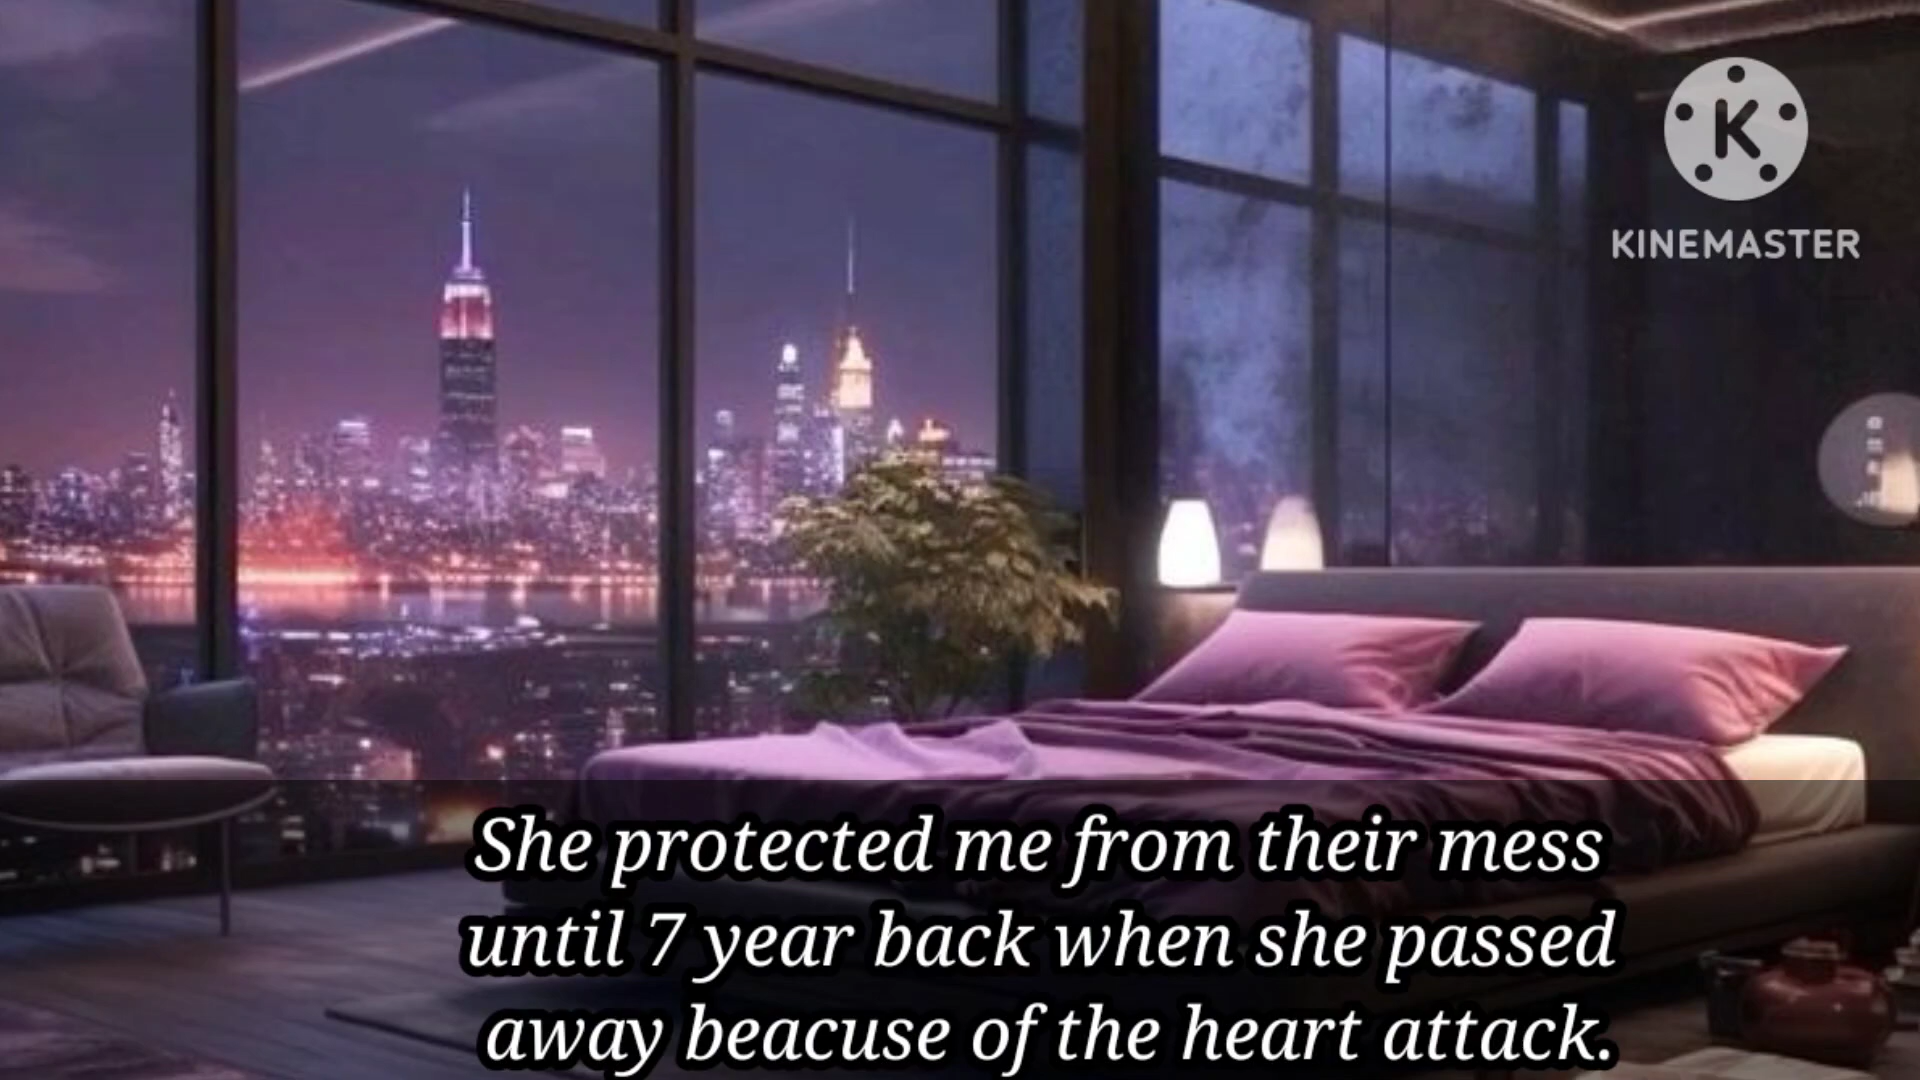 K
KINEMASTER
She protected me from their mess
until 7 year back when she passed
away beacuse of the heart attack.